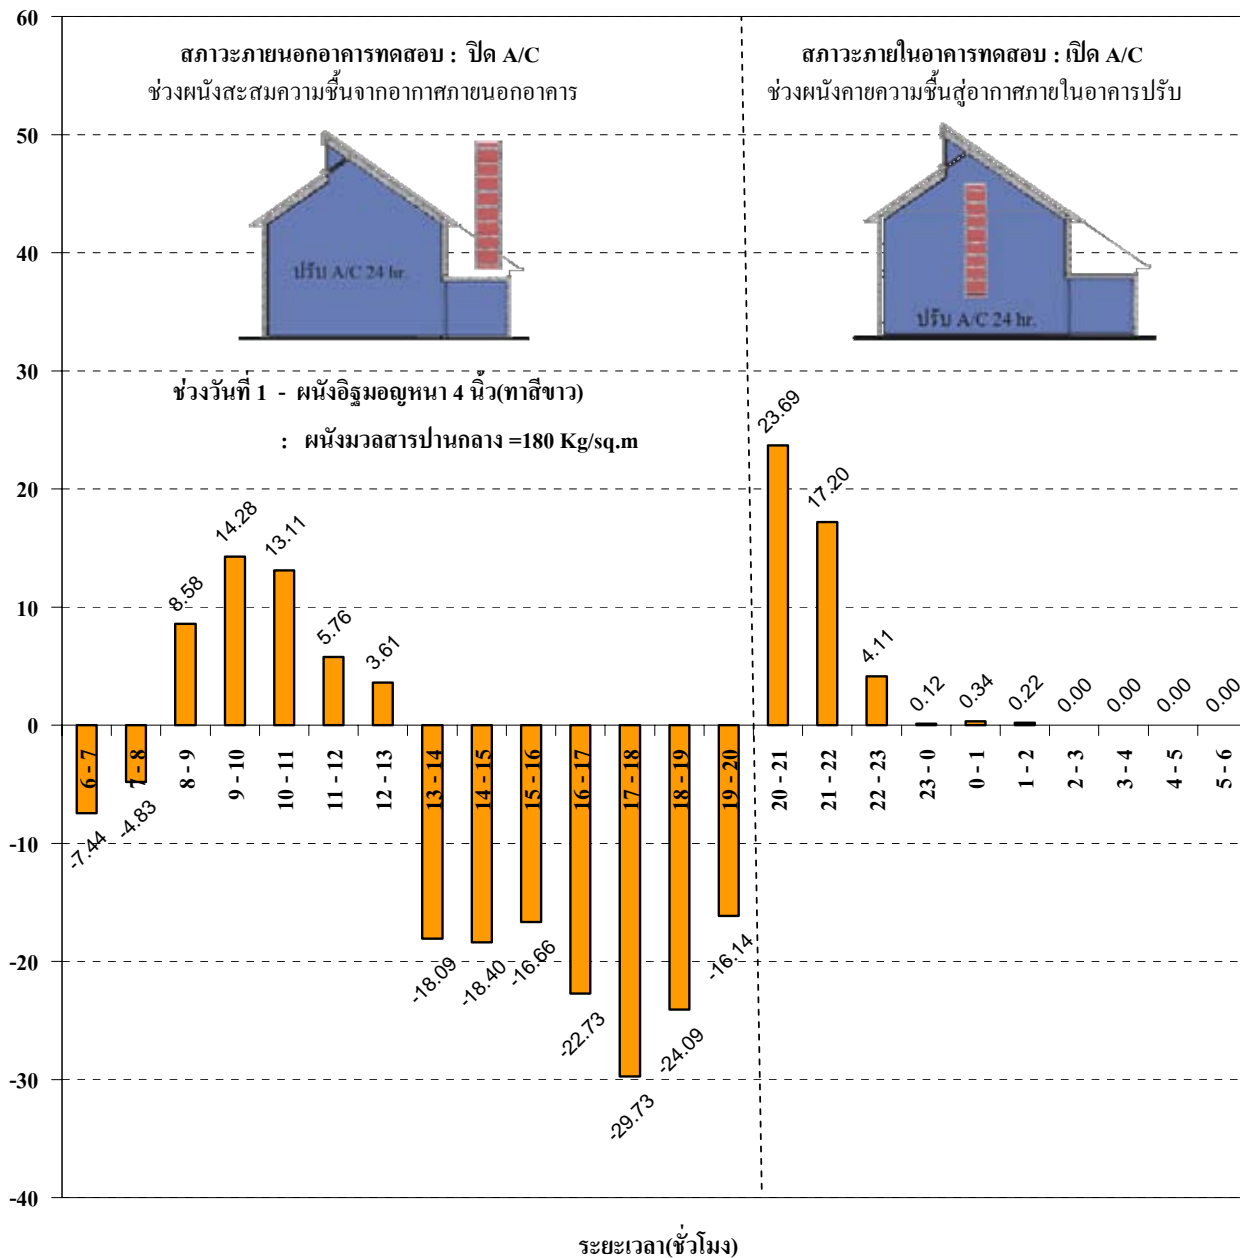 60
50
40
30
20
10
0
-10
-20
-30
-40
สภาวะภายนอกอาคารทดสอบ : ปิด A/C
ช่วงผนังสะสมความชื้นจากอากาศภายนอกอาคาร
สภาวะภายในอาคารทดสอบ : เปิด A/C
ช่วงผนังคายความชื้นสู่อากาศภายในอาคารปรับ
ปรับ A/C 24 hr.
ปรับ A/C 24 hr.
ช่วงวันที่ 1 - ผนังอิฐมอญหนา 4 นิ้ว(ทาสีขาว)
: ผนังมวลสารปานกลาง =180 Kg/sq.m
-7.44
-4.83
8.58
14.28
13.11
5.76
3.61
-18.09
-18.40
-16.66
-22.73
-29.73
-24.09
-16.14
23.69
17.20
4.11
0.12
0.34
0.22
0.00
0.00
0.00
0.00
6 - 7
7 - 8
8 - 9
9 - 10
10 - 11
11 - 12
12 - 13
13 - 14
14 - 15
15 - 16
16 - 17
17 - 18
18 - 19
19 - 20
20 - 21
21 - 22
22 - 23
23 - 0
0 - 1
1 - 2
2 - 3
3 - 4
4 - 5
5 - 6
ระยะเวลา(ชั่วโมง)